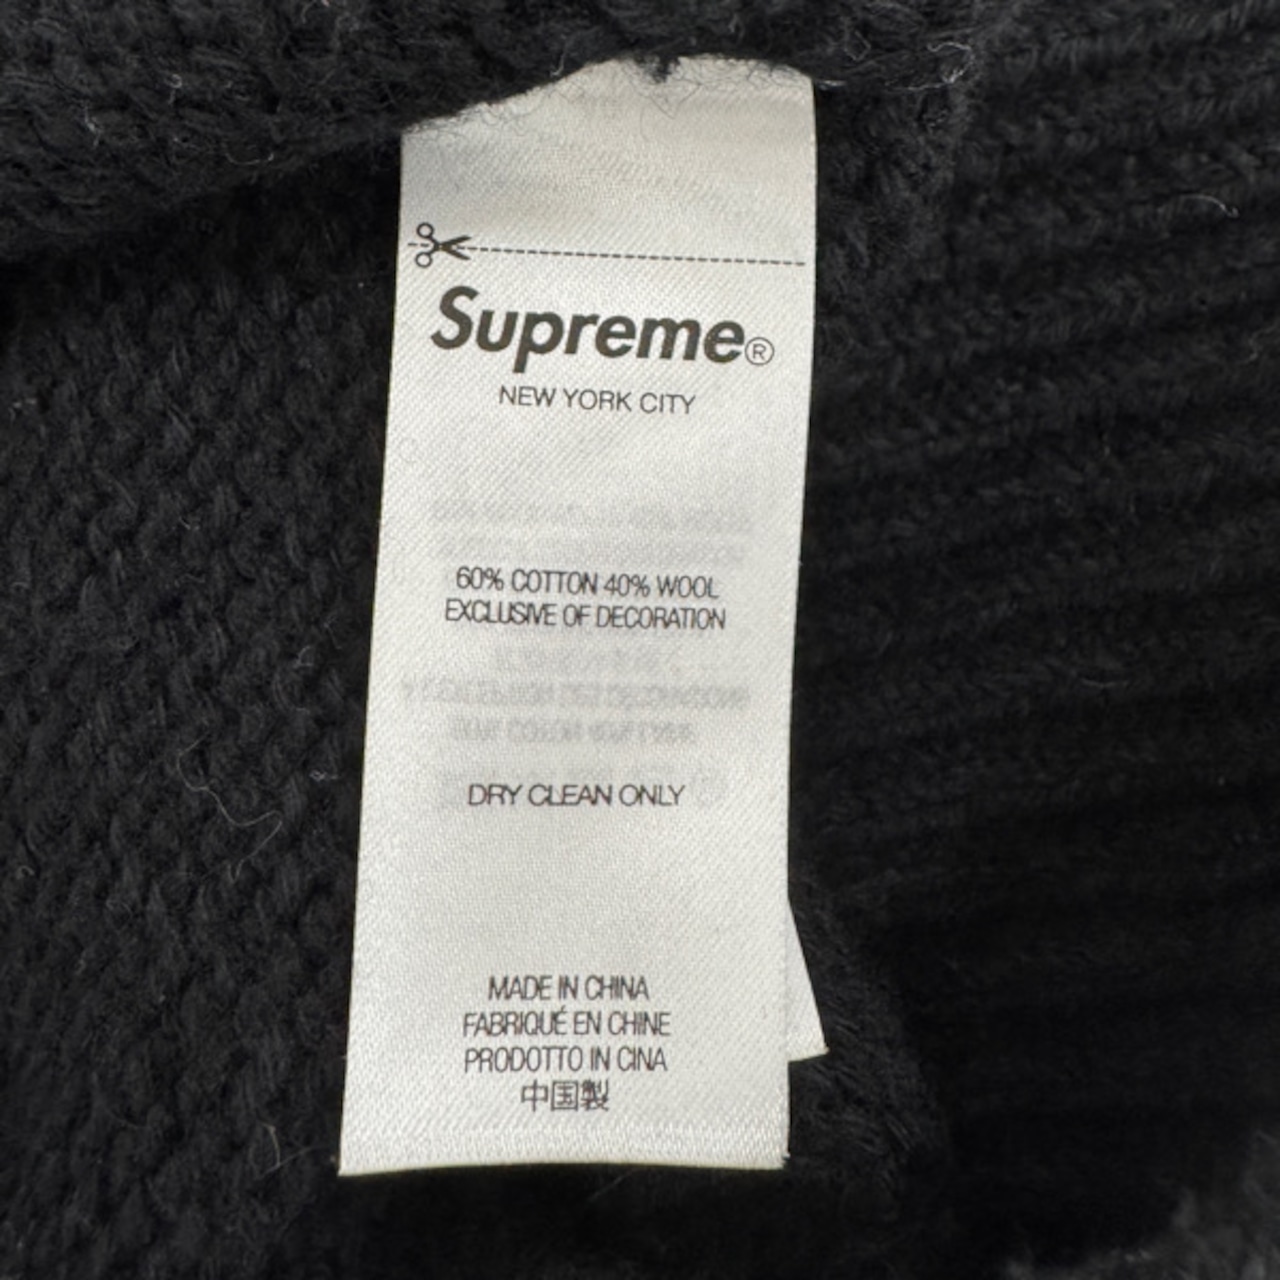 Supreme®
NEW YORK CITY
60% COTTON 40% WOOL
EXCLUSIVE OF DECORATION
DRY CLEAN ONLY
MADE IN CHINA
FABRIQUÉ EN CHINE
PRODOTTO IN CINA
中国製